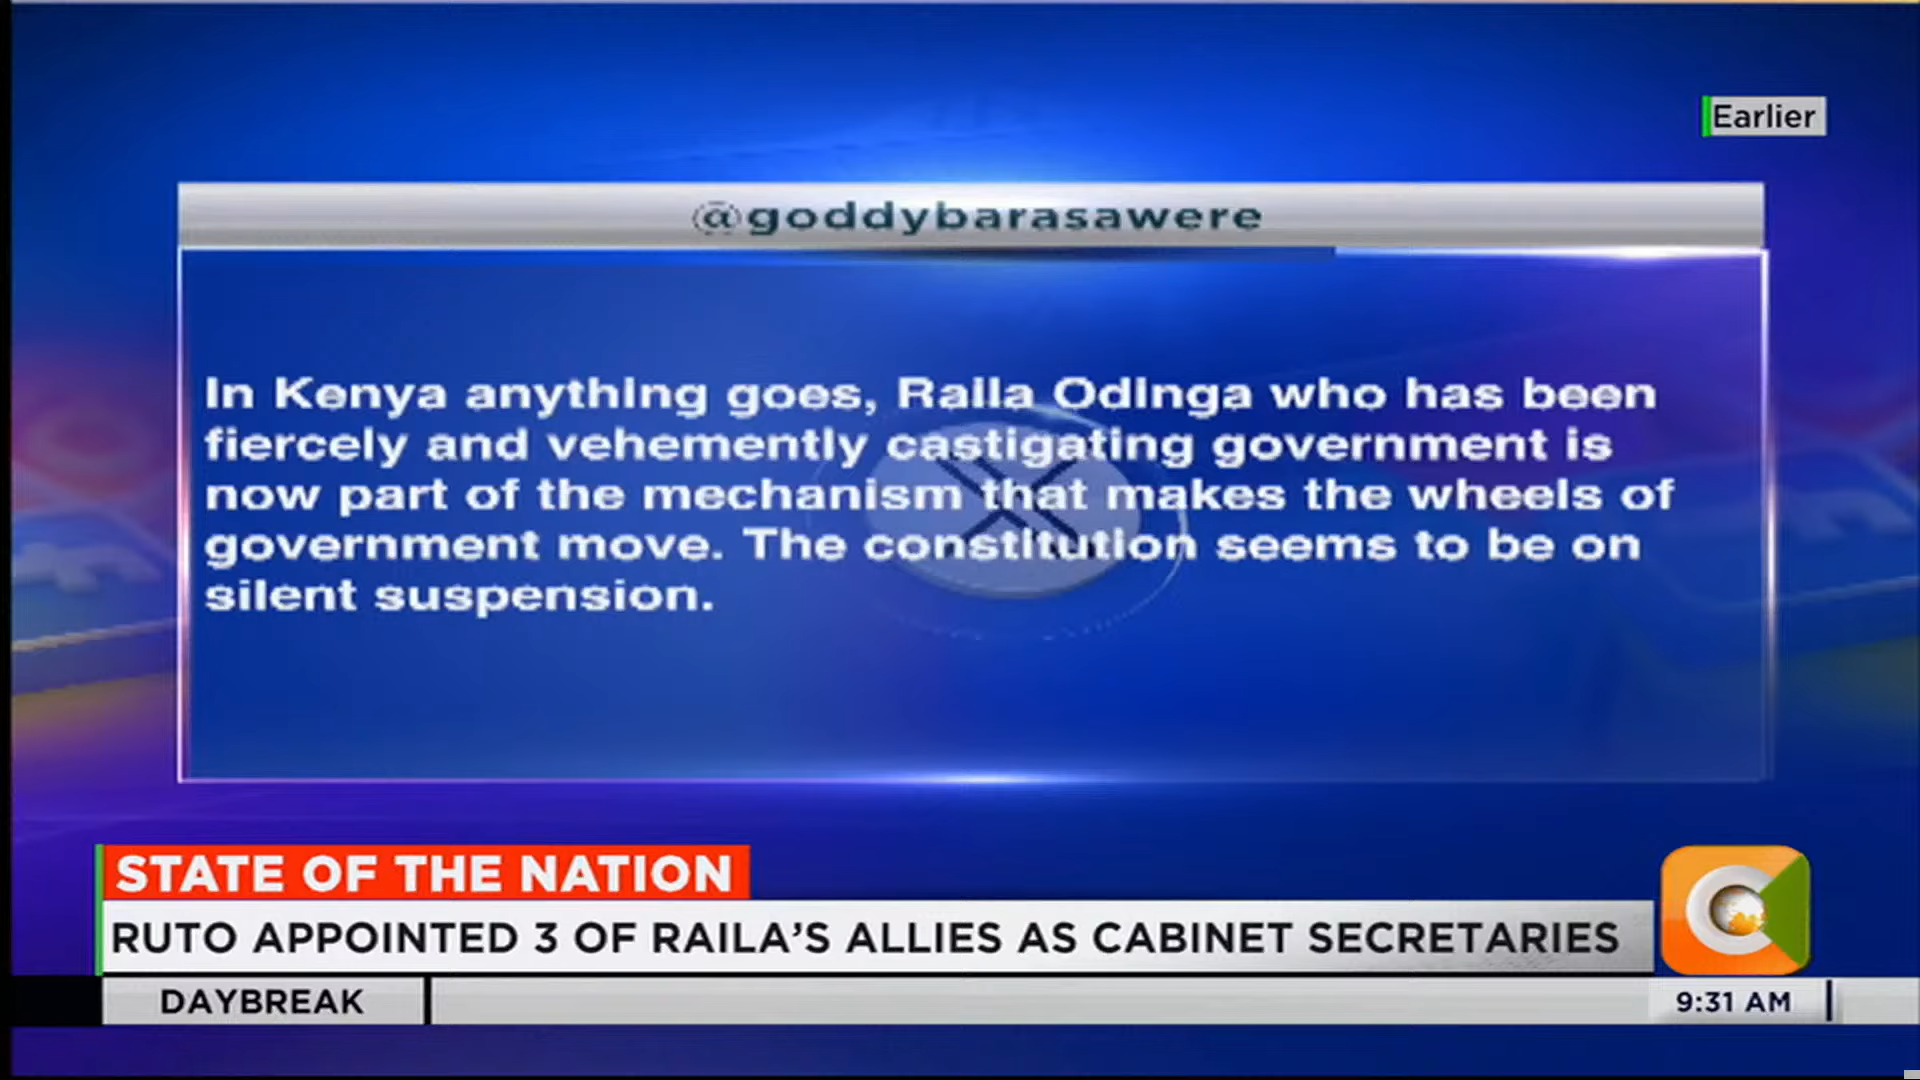 Earlier
@goddybarasawere
In Kenya anything goes, Raila Odinga who has been
fiercely and vehemently castigating government is
now part of the mechanism that makes the wheels of
government move. The constitution seems to be on
silent suspension.
STATE OF THE NATION
RUTO APPOINTED 3 OF RAILA'S ALLIES AS CABINET SECRETARIES
DAYBREAK
9:31 AM